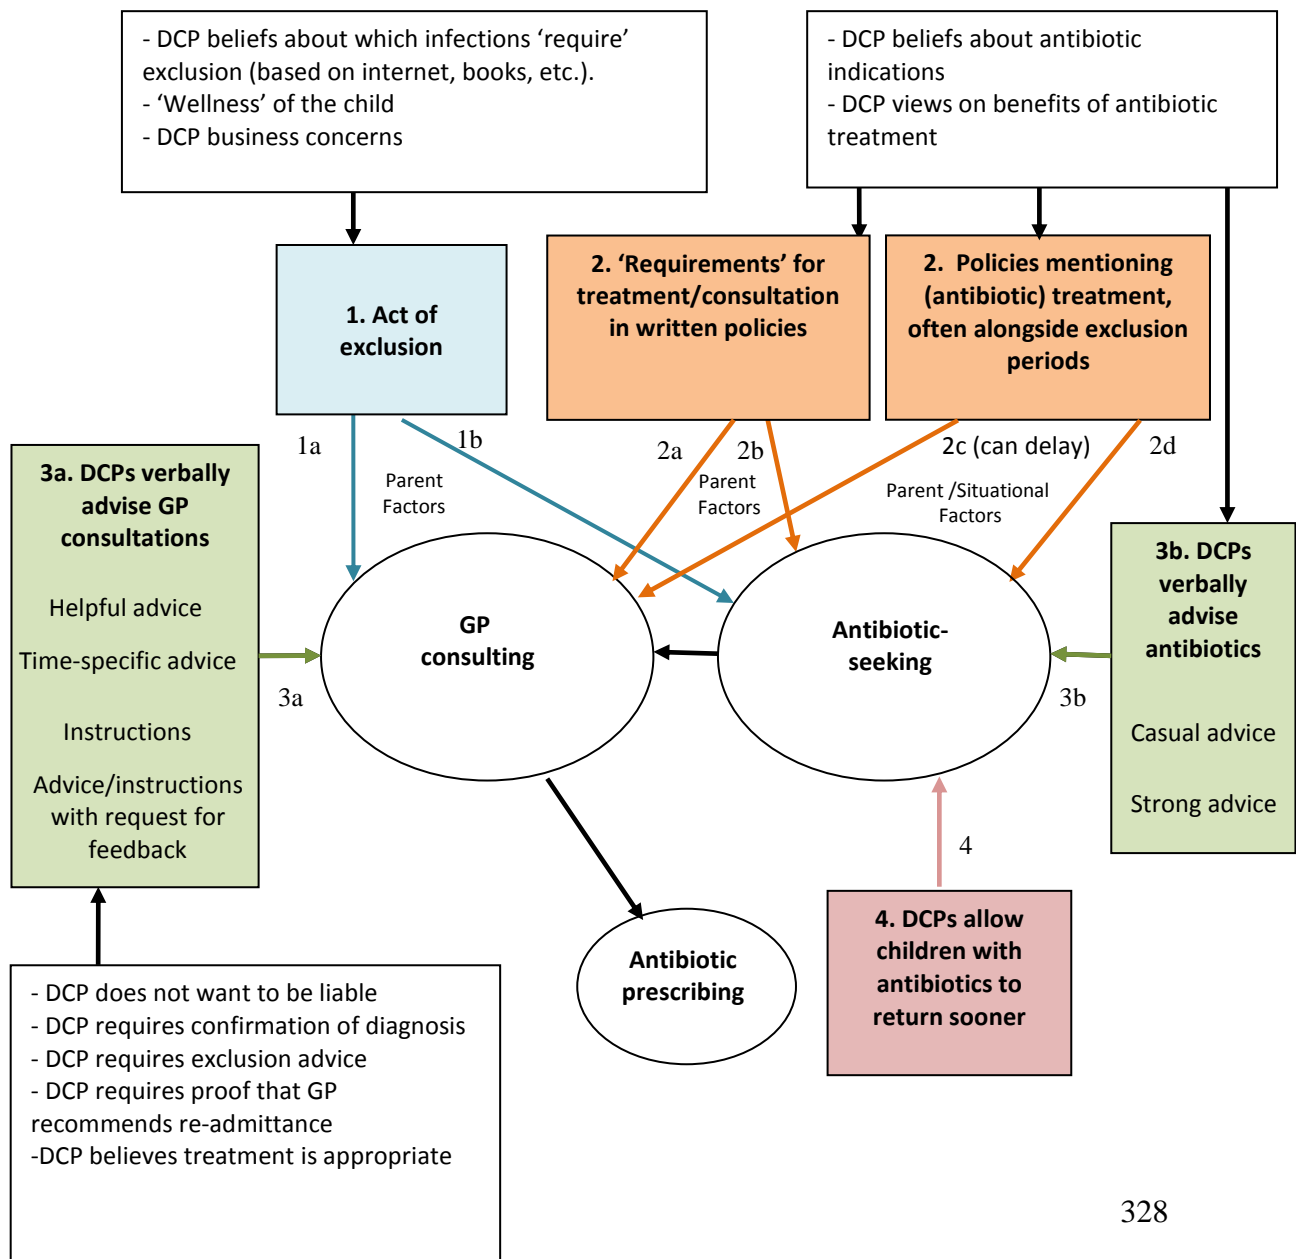 - DCP beliefs about which infections ‘require’
exclusion (based on internet, books, etc.).
- ‘Wellness’ of the child
- DCP business concerns
- DCP beliefs about antibiotic
indications
- DCP views on benefits of antibiotic
treatment
1. Act of
exclusion
2. ‘Requirements’ for
treatment/consultation
in written policies
2.  Policies mentioning
(antibiotic) treatment,
often alongside exclusion
periods
1a
1b
2a
2b
2c (can delay)
2d
Parent
Factors
Parent
Factors
Parent /Situational
Factors
3a. DCPs verbally
advise GP
consultations
Helpful advice
Time-specific advice
Instructions
Advice/instructions
with request for
feedback
3a
GP
consulting
Antibiotic-
seeking
3b
3b. DCPs
verbally
advise
antibiotics
Casual advice
Strong advice
4
Antibiotic
prescribing
4. DCPs allow
children with
antibiotics to
return sooner
- DCP does not want to be liable
- DCP requires confirmation of diagnosis
- DCP requires exclusion advice
- DCP requires proof that GP
recommends re-admittance
-DCP believes treatment is appropriate
328